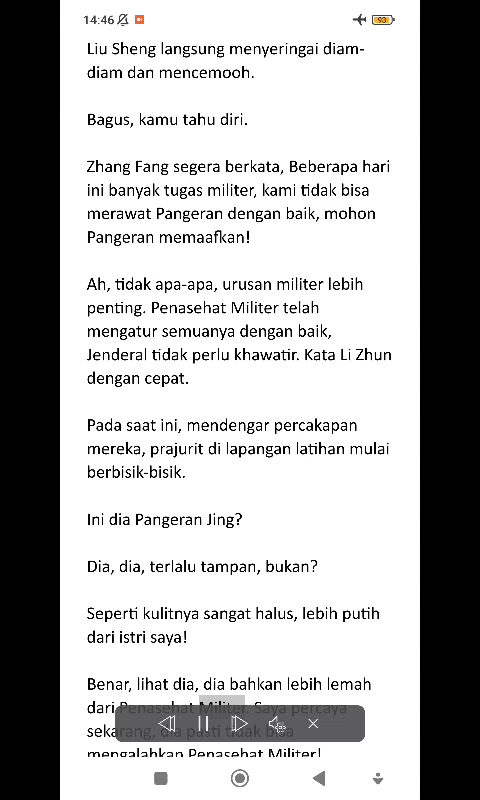 14:46
93
Liu Sheng langsung menyeringai diam-
diam dan mencemooh.
Bagus, kamu tahu diri.
Zhang Fang segera berkata, Beberapa hari
ini banyak tugas militer, kami tidak bisa
merawat Pangeran dengan baik, mohon
Pangeran memaafkan!
Ah, tidak apa-apa, urusan militer lebih
penting. Penasehat Militer telah
mengatur semuanya dengan baik,
Jenderal tidak perlu khawatir. Kata Li Zhun
dengan cepat.
Pada saat ini, mendengar percakapan
mereka, prajurit di lapangan latihan mulai
berbisik-bisik.
Ini dia Pangeran Jing?
Dia, dia, terlalu tampan, bukan?
Seperti kulitnya sangat halus, lebih putih
dari istri saya!
Benar, lihat dia, dia bahkan lebih lemah
dari Penasehat Militer. Saya percaya
sekarang, dia pasti tidak bisa
mengalahkan Penasehat Militer!